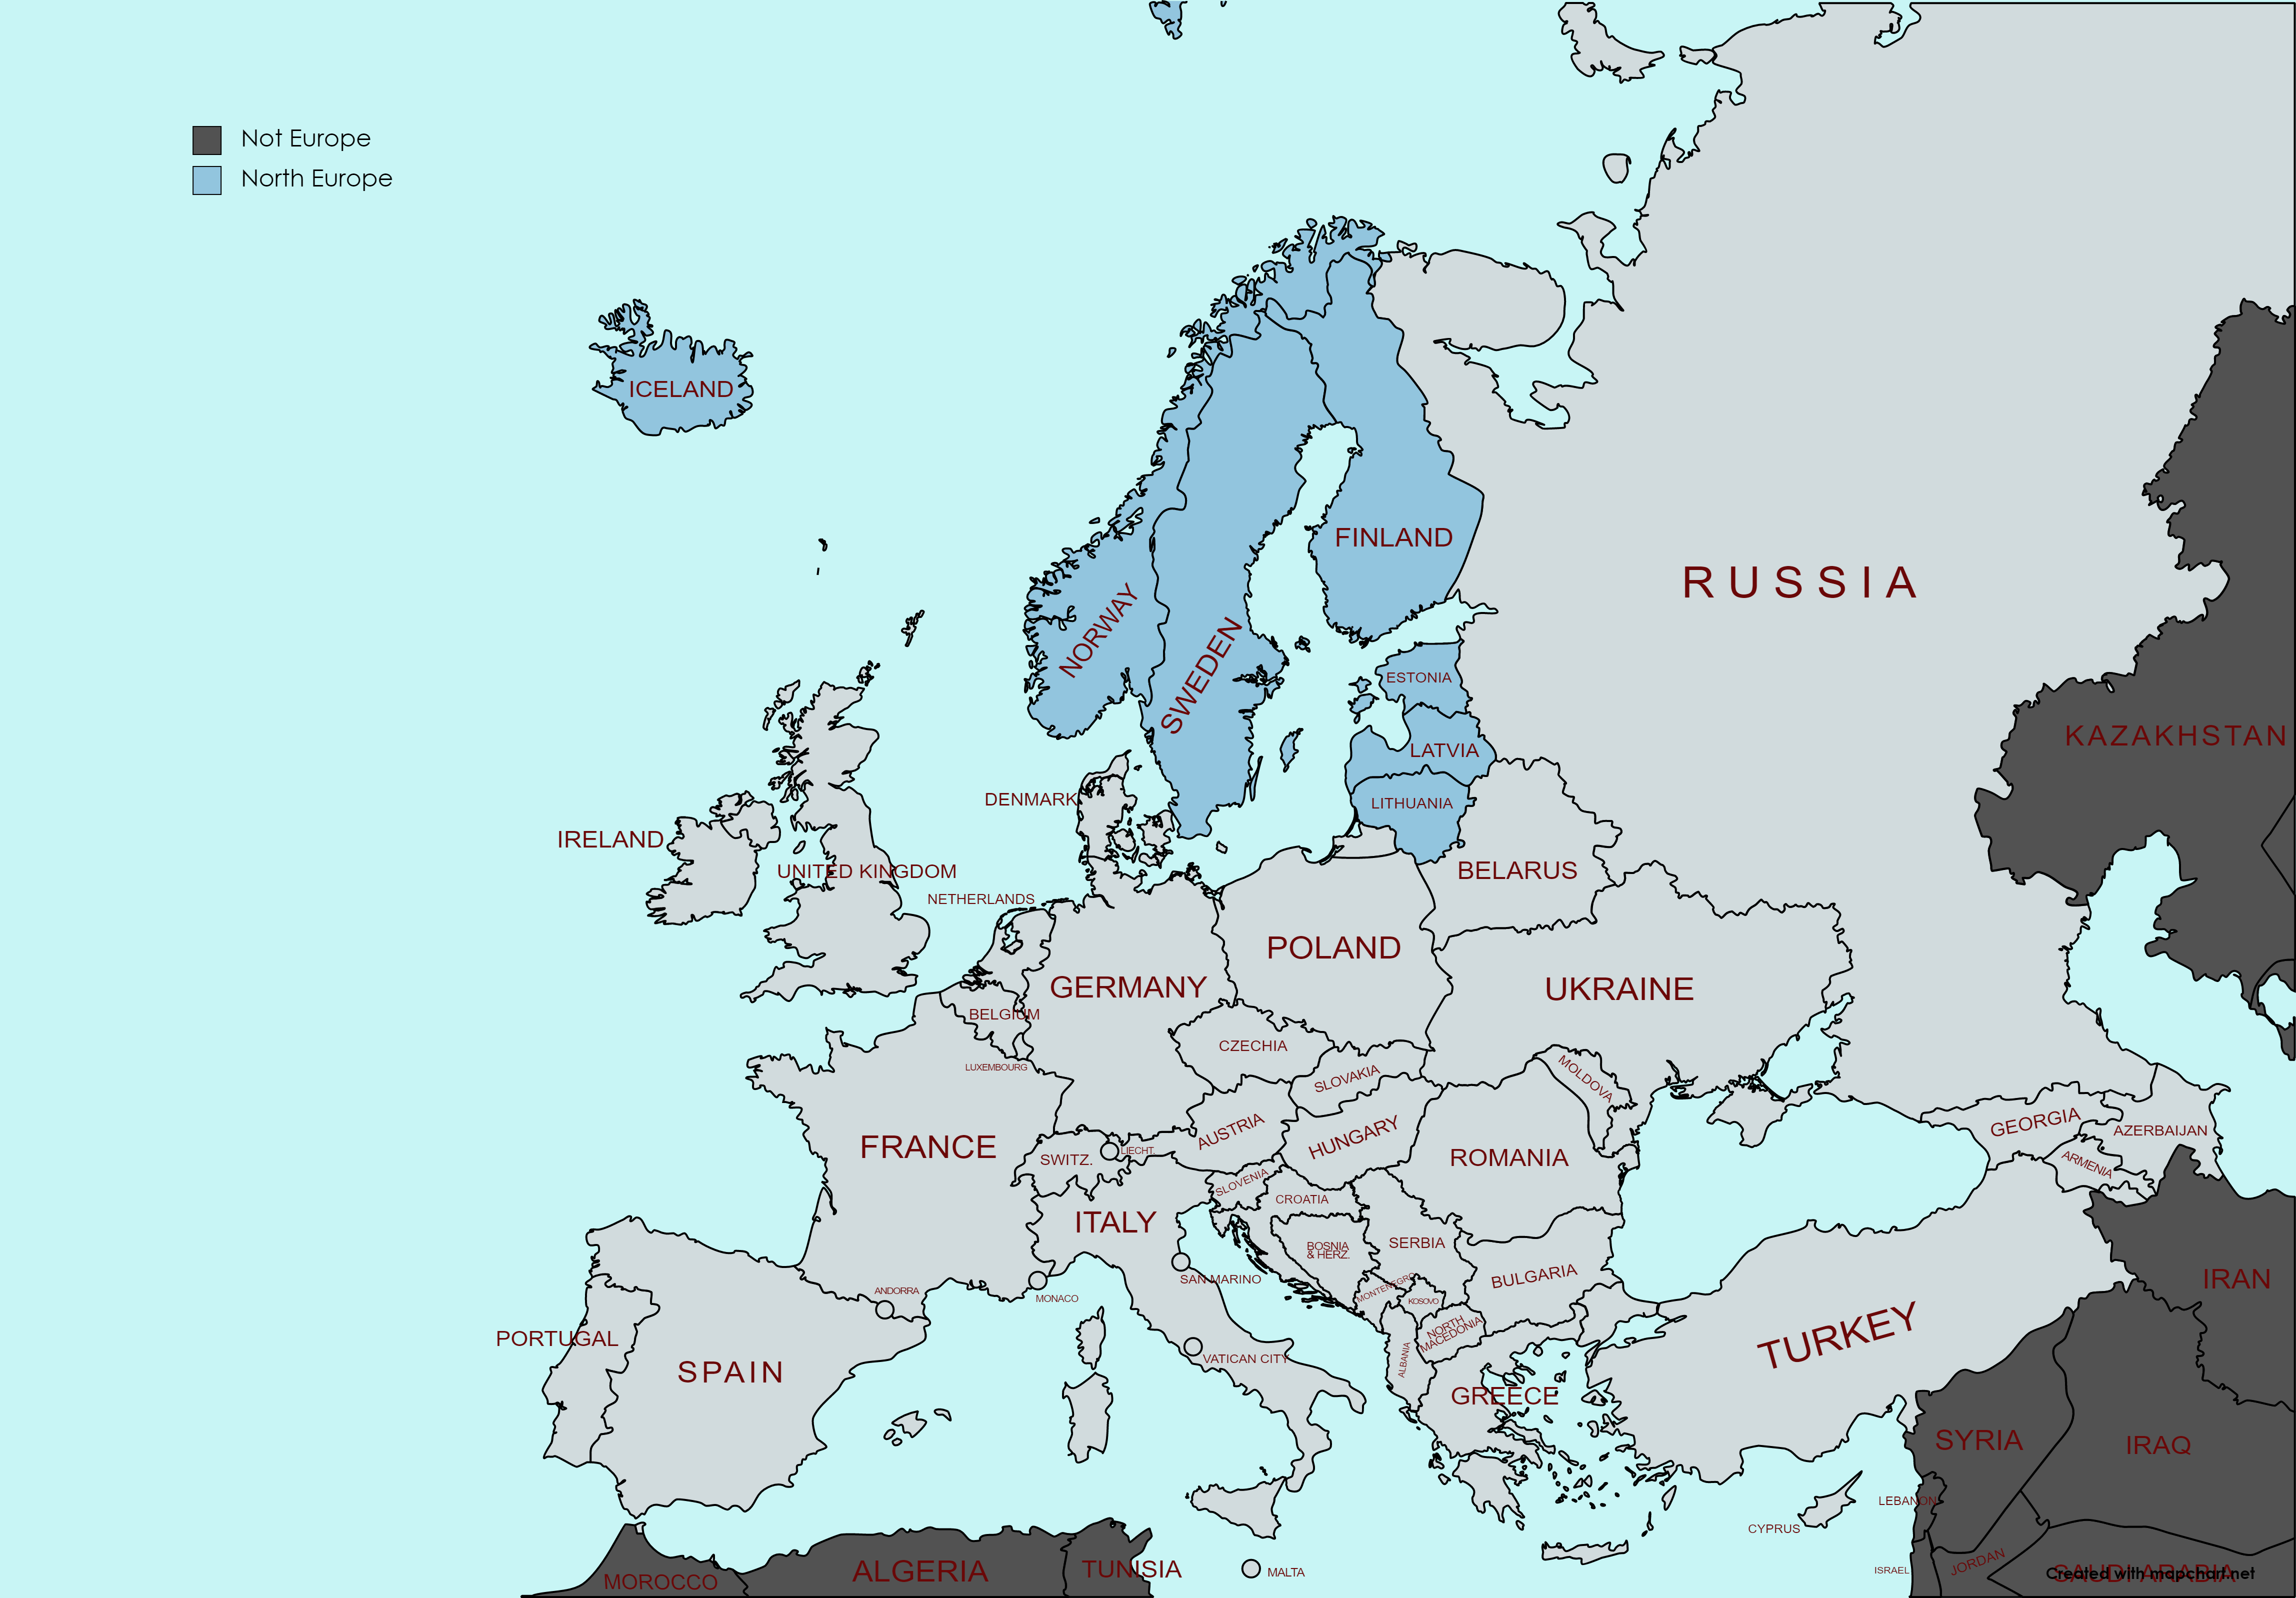 Not Europe
North Europe
ICELAND
FINLAND
RUSSIA
NORWAY
SWEDEN
ESTONIA
KAZAKHSTAN
LATVIA
DENMARK
LITHUANIA
IRELAND
UNITED KINGDOM
BELARUS
NETHERLANDS
POLAND
GERMANY
UKRAINE
BELGIUM
CZECHIA
LUXEMBOURG
SLOVAKIA
MOLDOVA
AUSTRIA
HUNGARY
GEORGIA
AZERBAIJAN
FRANCE
SWITZ.
LIECHT.
ROMANIA
ARMENIA
SLOVENIA
CROATIA
ITALY
BOSNIA
& HERZ.
SERBIA
SAN MARINO
MONTENEGRO
BULGARIA
IRAN
ANDORRA
MONACO
KOSOVO
PORTUGAL
NORTH
MACEDONIA
TURKEY
VATICAN CITY
ALBANIA
SPAIN
GREECE
SYRIA
IRAQ
LEBANON
CYPRUS
MOROCCO
ALGERIA
TUNISIA
MALTA
ISRAEL
JORDAN
SAUDI ARABIA
Created with mapchart.net